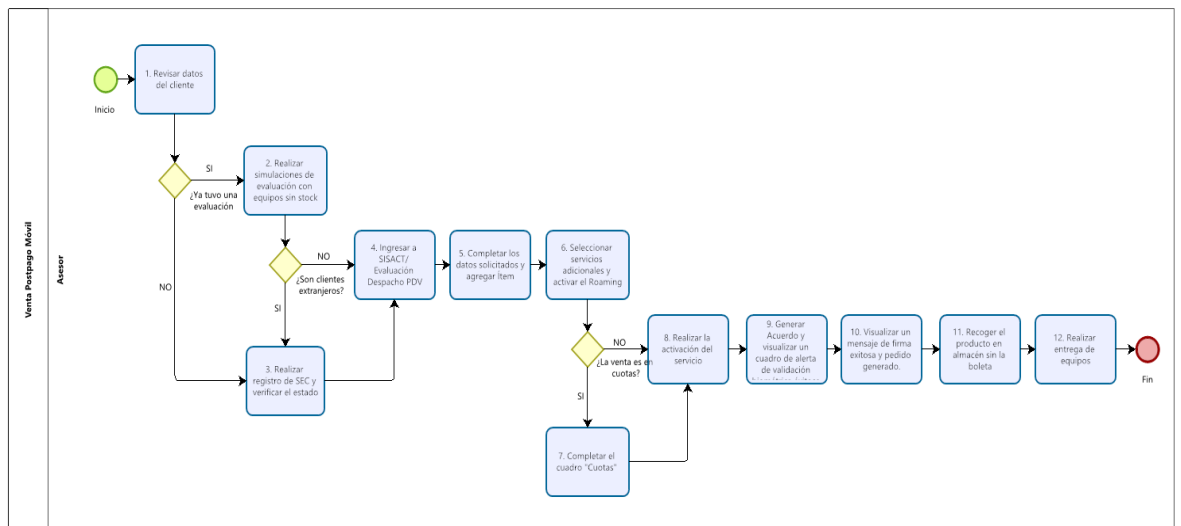 Venta Postpago Móvil
Asesor
Inicio
1. Revisar datos
del cliente
SI
¿Ya tuvo una
evaluación
NO
2. Realizar
simulaciones de
evaluación con
equipos sin stock
NO
¿Son clientes
extranjeros?
SI
3. Realizar
registro de SEC y
verificar el estado
4. Ingresar a
SISACT/
Evaluación
Despacho PDV
5. Completar los
datos solicitados y
agregar Ítem
6. Seleccionar
servicios
adicionales y
activar el Roaming
NO
¿La venta es en
cuotas?
SI
7. Completar el
cuadro "Cuotas"
8. Realizar la
activación del
servicio
9. Generar
Acuerdo y
visualizar un
cuadro de alerta
de validación
10. Visualizar un
mensaje de firma
exitosa y pedido
generado.
11. Recoger el
producto en
almacén sin la
boleta
12. Realizar
entrega de
equipos
Fin